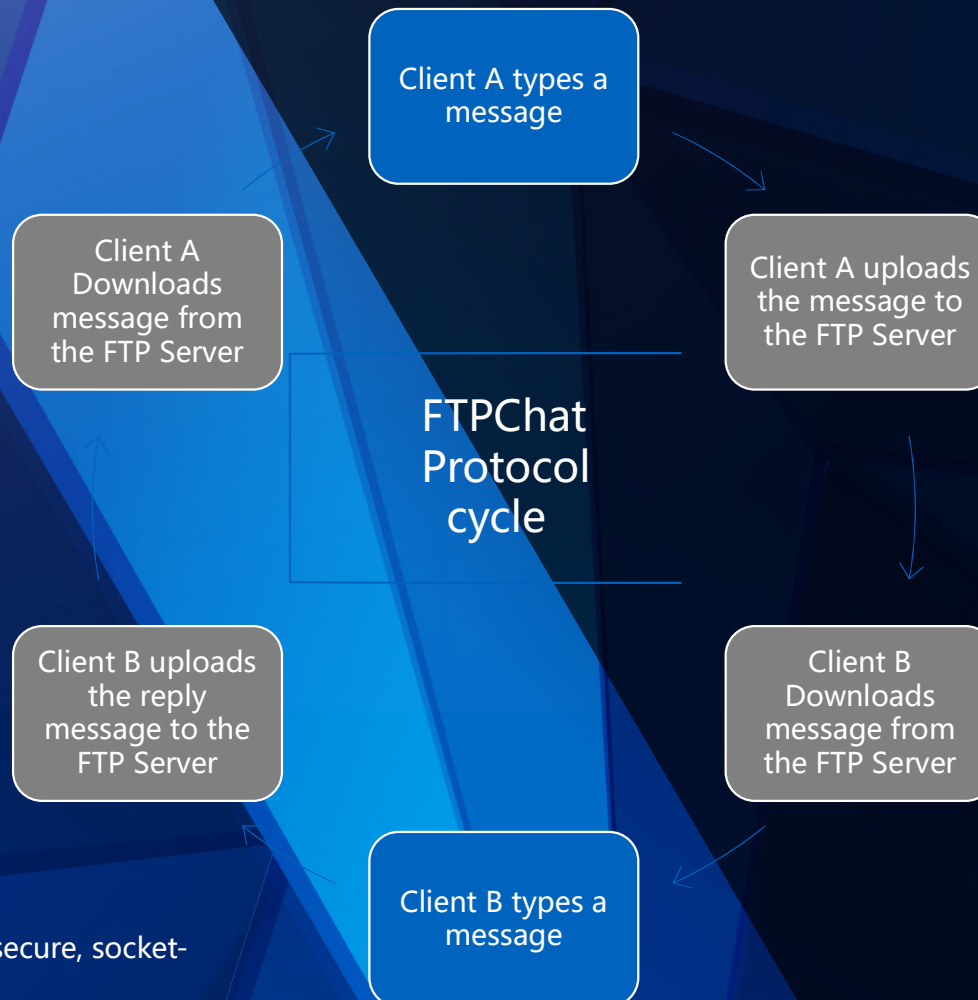 Client A types a
message
Client A
Downloads
message from
the FTP Server
Client A uploads
the message to
the FTP Server
FTPChat
Protocol
cycle
Client B uploads
the reply
message to the
FTP Server
Client B
Downloads
message from
the FTP Server
Client B types a
message
secure, socket-